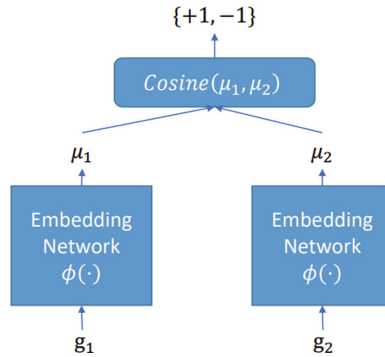 {+1, −1}
Cosine(μ₁, μ₂)
μ₁ μ₂
Embedding Embedding
Network Network
ϕ(·) ϕ(·)
g₁ g₂